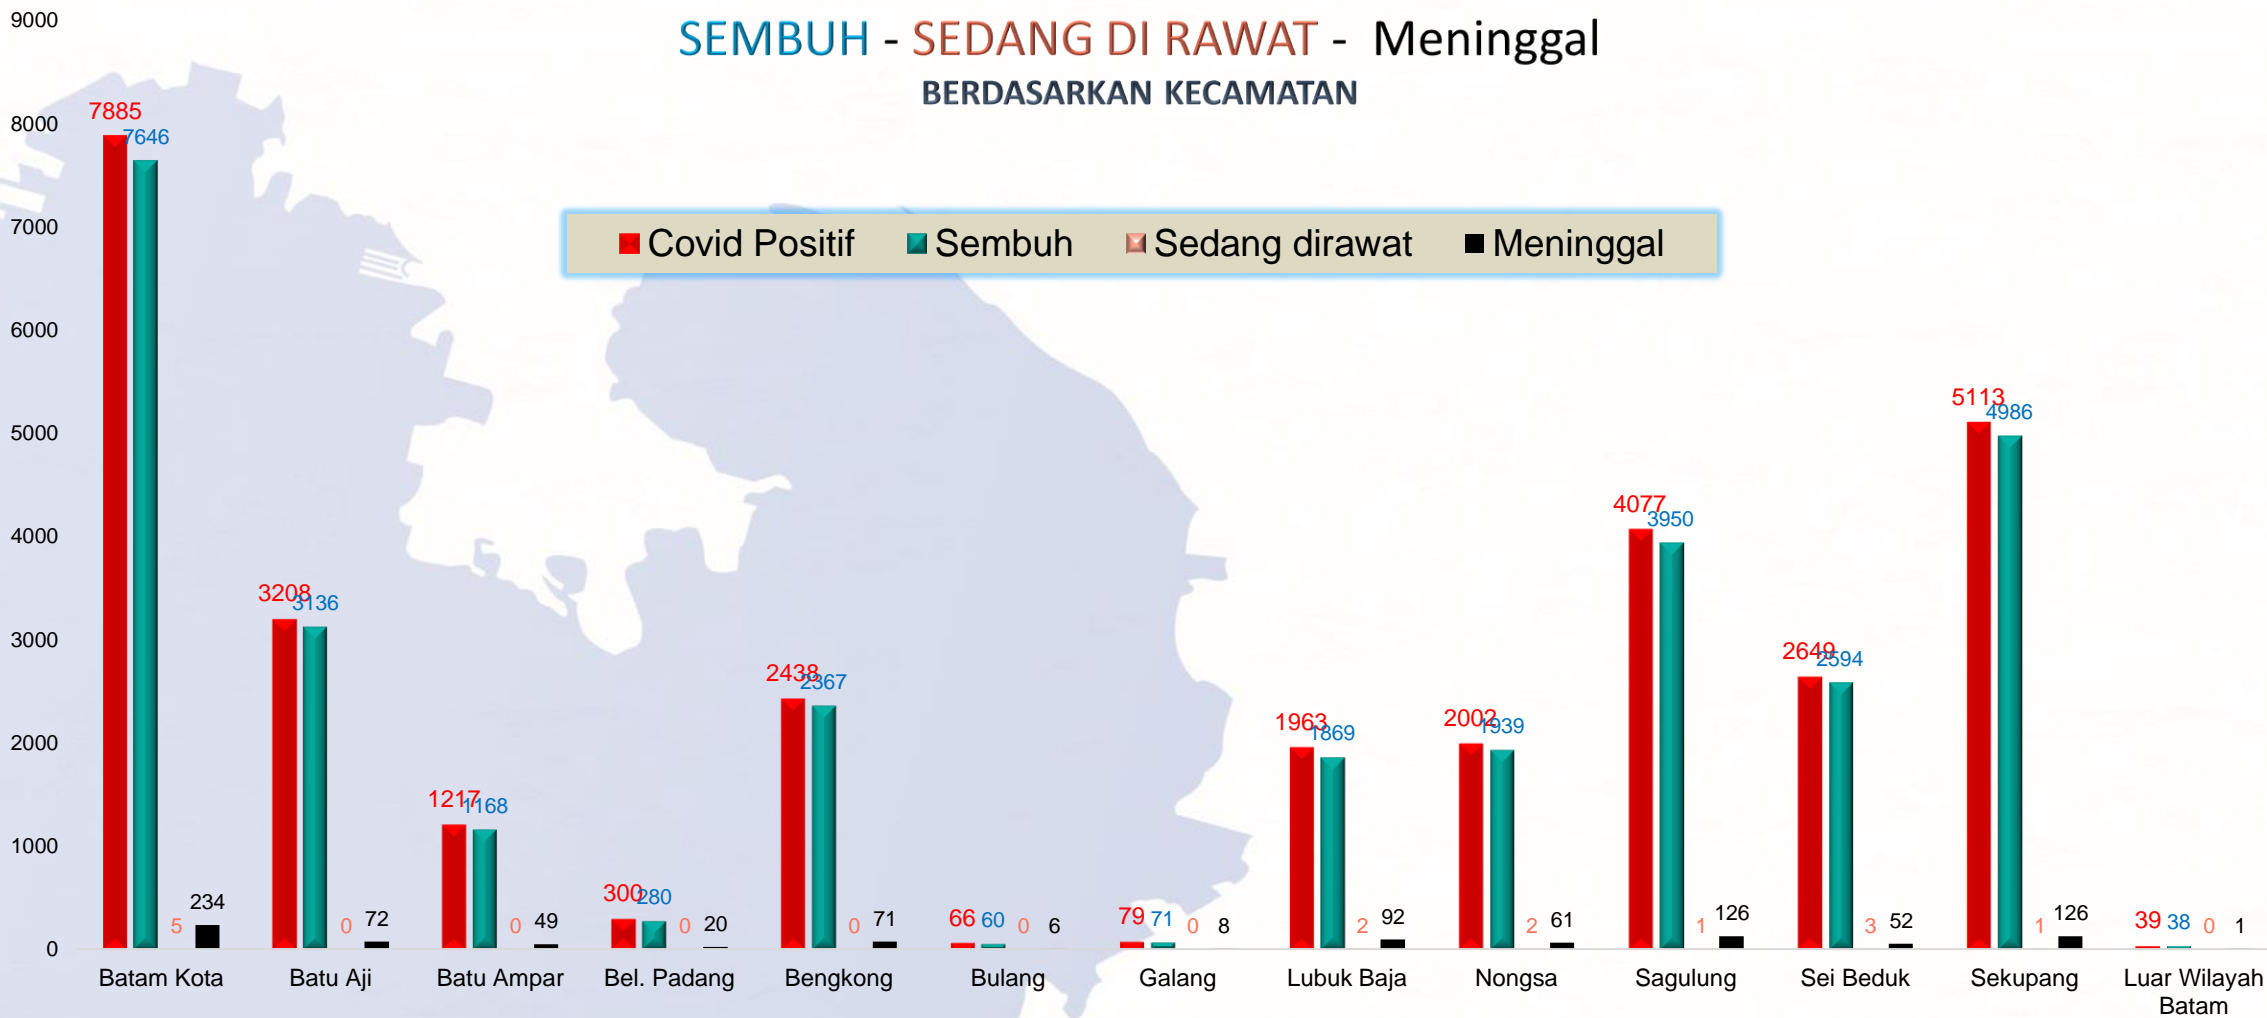 SEMBUH - SEDANG DI RAWAT - Meninggal
BERDASARKAN KECAMATAN
Covid Positif Sembuh Sedang dirawat Meninggal
9000
8000
7000
6000
5000
4000
3000
2000
1000
0
7885 7646 5 234
3208 3136 0 72
1217 1168 0 49
300 280 0 20
2438 2367 0 71
66 60 0 6
79 71 0 8
1963 1869 2 92
2002 1939 2 61
4077 3950 1 126
2649 2594 3 52
5113 4986 1 126
39 38 0 1
Batam Kota Batu Aji Batu Ampar Bel. Padang Bengkong Bulang Galang Lubuk Baja Nongsa Sagulung Sei Beduk Sekupang Luar Wilayah
Batam